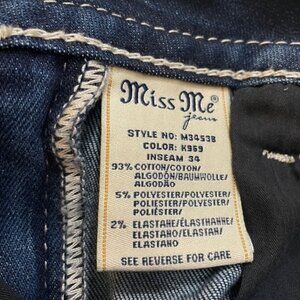 Miss Me®
jeans
STYLE NO: M3453B
COLOR: K969
INSEAM 34
93% COTTON/COTON/
ALGODÓN/BAUMWOLLE/
ALGODÃO
5% POLYESTER/POLYESTER/
POLIÉSTER/POLYESTER/
POLIÉSTER/
2% ELASTANE/ÉLASTHANNE/
ELASTANO/ELASTAN/
ELASTANO
SEE REVERSE FOR CARE